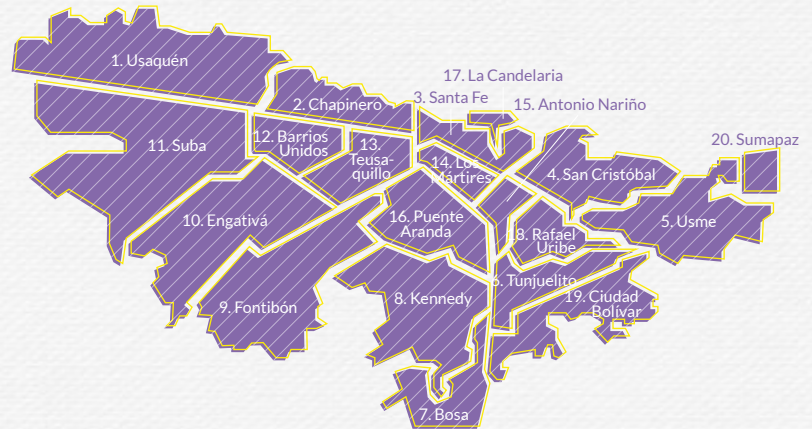 1. Usaquén
17. La Candelaria
2. Chapinero
3. Santa Fe
15. Antonio Nariño
11. Suba
12. Barrios
Unidos
13.
Teusa-
quillo
14. Los
Mártires
4. San Cristóbal
20. Sumapaz
10. Engativá
16. Puente
Aranda
18. Rafael
Uribe
5. Usme
9. Fontibón
8. Kennedy
6. Tunjuelito
19. Ciudad
Bolívar
7. Bosa